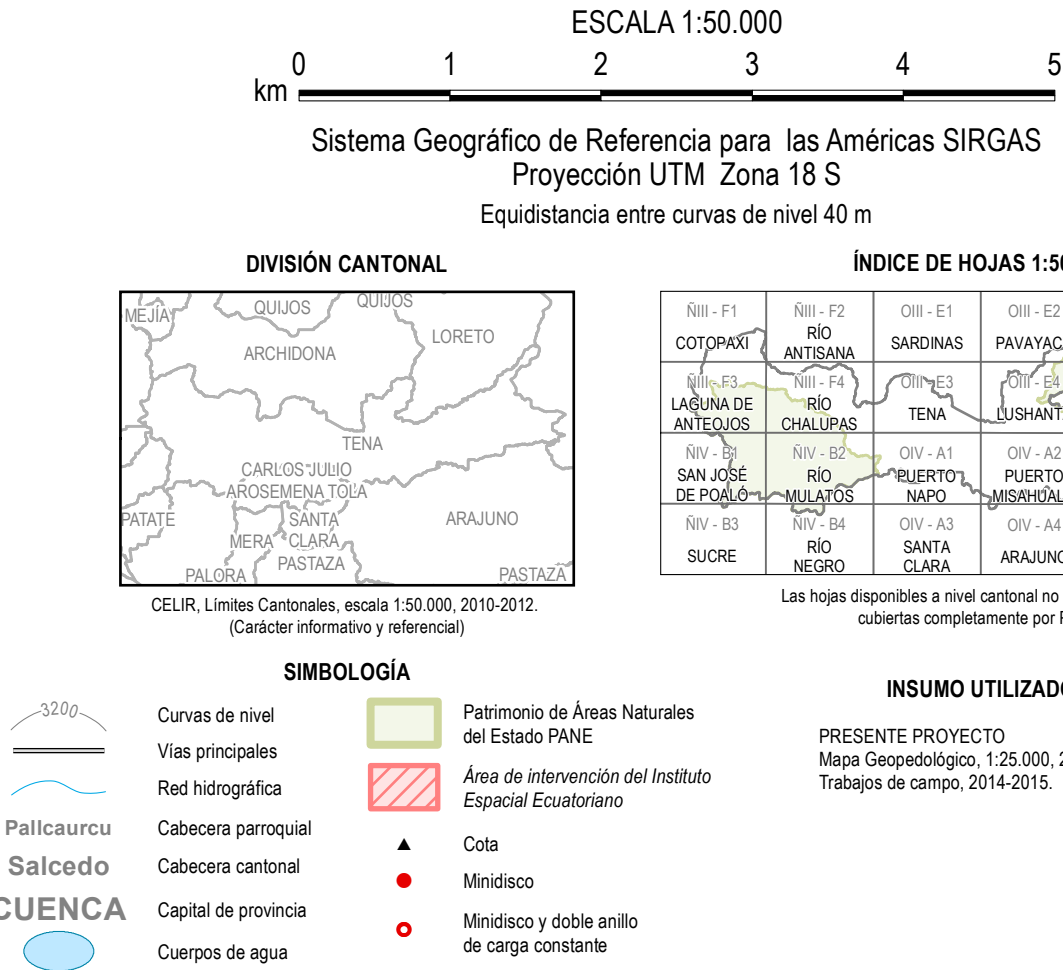 ESCALA 1:50.000
0 1 2 3 4 5
km
Sistema Geográfico de Referencia para las Américas SIRGAS
Proyección UTM Zona 18 S
Equidistancia entre curvas de nivel 40 m
DIVISIÓN CANTONAL
MEJÍA
QUIJOS
QUIJOS
LORETO
ARCHIDONA
TENA
CARLOS JULIO
AROSEMENA TOLA
PATATE
SANTA
CLARA
ARAJUNO
MERA
PASTAZA
PALORA
PASTAZA
CELIR, Límites Cantonales, escala 1:50.000, 2010-2012.
(Carácter informativo y referencial)
ÍNDICE DE HOJAS 1:50
ÑIII - F1
COTOPAXI
ÑIII - F2
RÍO
ANTISANA
OIII - E1
SARDINAS
OIII - E2
PAVAYAC
ÑIII - F3
LAGUNA DE
ANTEOJOS
ÑIII - F4
RÍO
CHALUPAS
OIII - E3
TENA
OIII - E4
LUSHANT
ÑIV - B1
SAN JOSÉ
DE POALÓ
ÑIV - B2
RÍO
MULATOS
OIV - A1
PUERTO
NAPO
OIV - A2
PUERTO
MISAHUAL
ÑIV - B3
SUCRE
ÑIV - B4
RÍO
NEGRO
OIV - A3
SANTA
CLARA
OIV - A4
ARAJUNO
Las hojas disponibles a nivel cantonal no
cubiertas completamente por
SIMBOLOGÍA
3200
Curvas de nivel
Vías principales
Red hidrográfica
Pallcaurcu Cabecera parroquial
Salcedo Cabecera cantonal
CUENCA Capital de provincia
Cuerpos de agua
Patrimonio de Áreas Naturales
del Estado PANE
Área de intervención del Instituto
Espacial Ecuatoriano
Cota
Minidisco
Minidisco y doble anillo
de carga constante
INSUMO UTILIZADO
PRESENTE PROYECTO
Mapa Geopedológico, 1:25.000, 2
Trabajos de campo, 2014-2015.